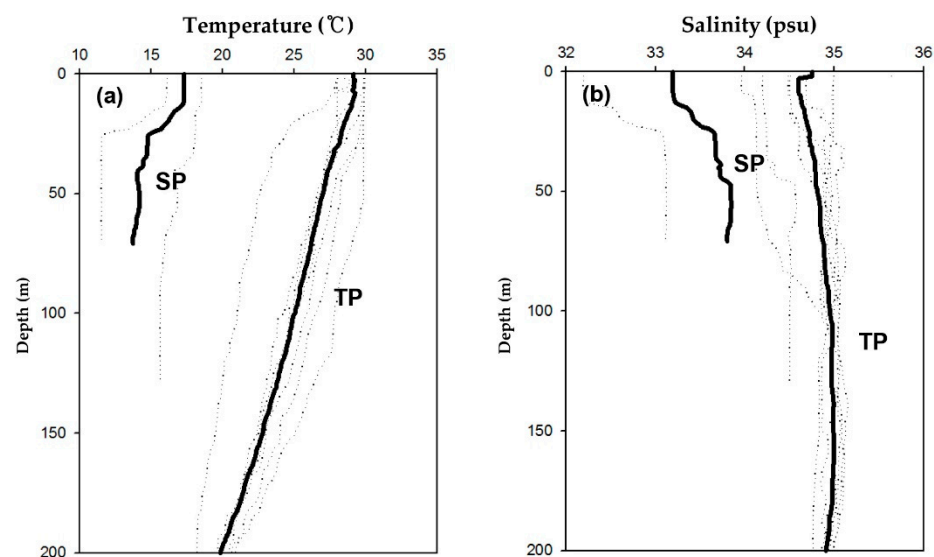 Temperature (℃)
10 15 20 25 30 35
0
50
100
150
200
Depth (m)
(a)
SP
TP
Salinity (psu)
32 33 34 35 36
0
50
100
150
200
Depth (m)
(b)
SP
TP